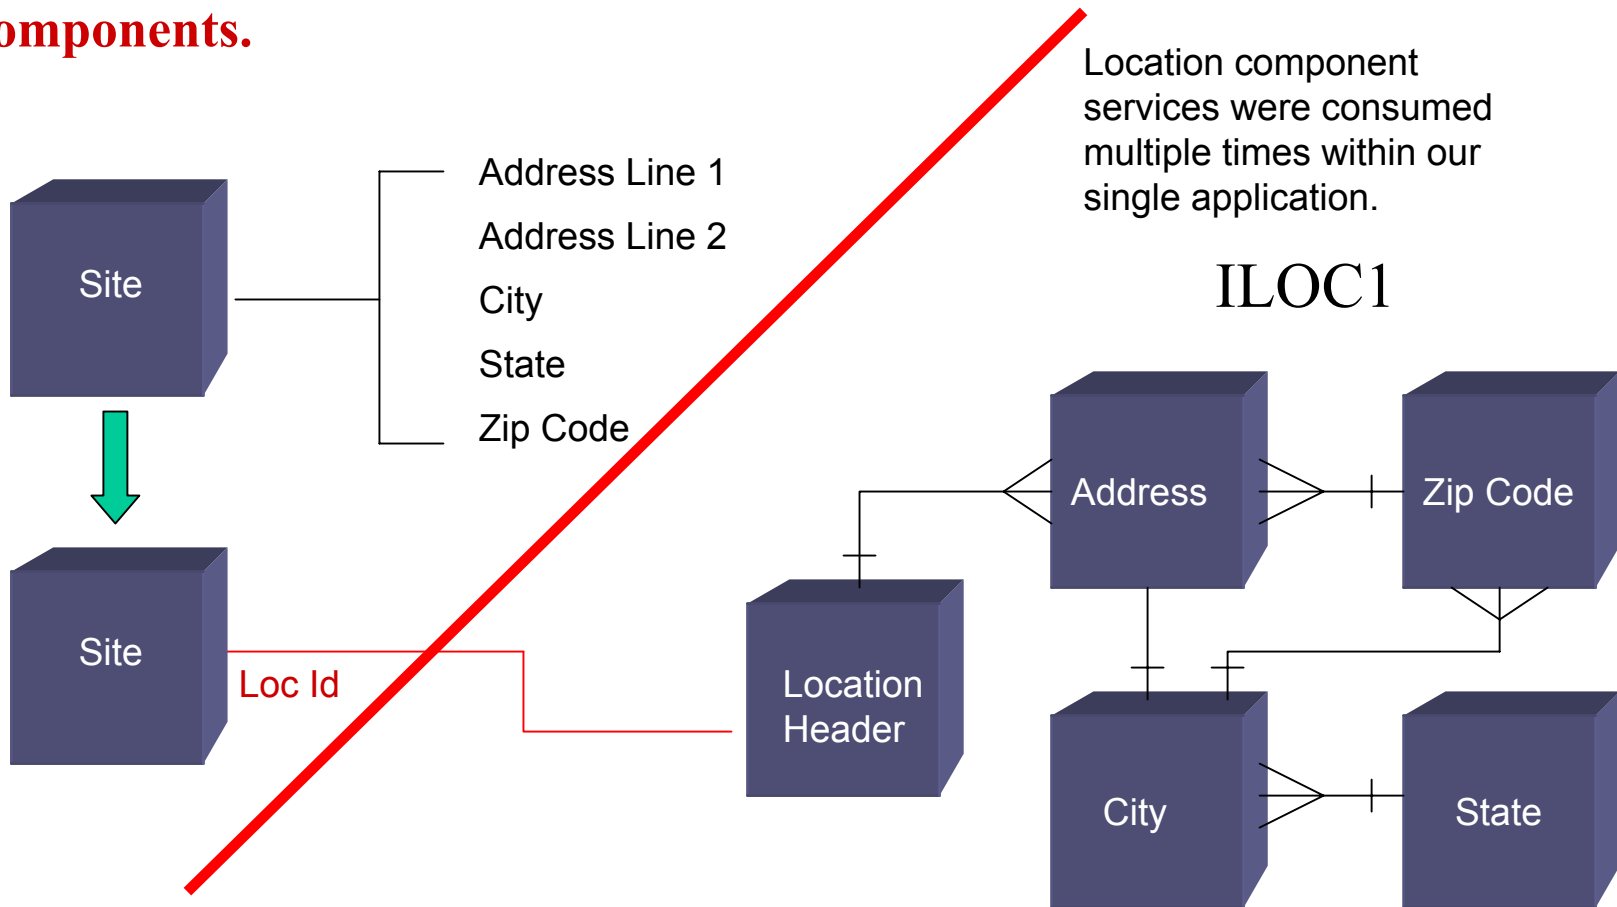 omponents.
Location component
services were consumed
multiple times within our
single application.
ILOC1
Site
Address Line 1
Address Line 2
City
State
Zip Code
Site
Loc Id
Location
Header
Address
Zip Code
City
State